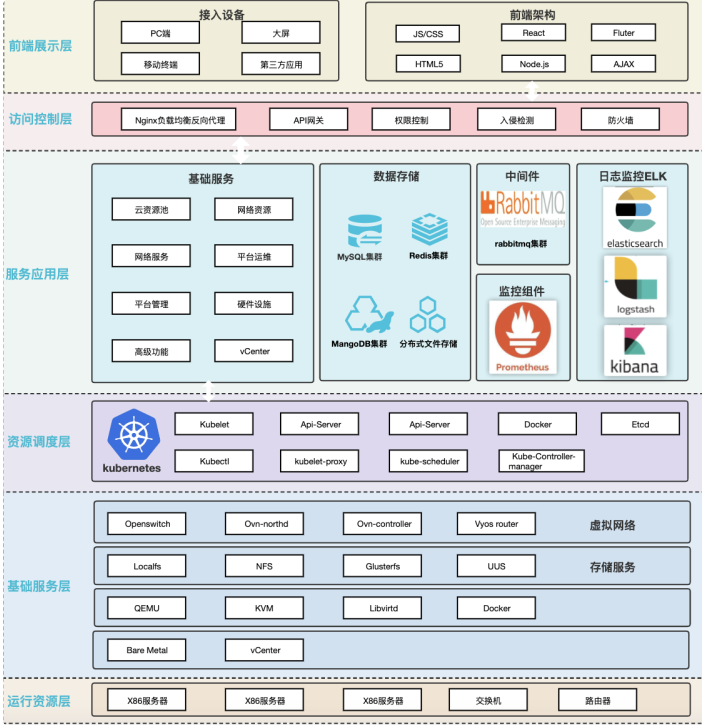 前端展示层
接入设备
PC端
大屏
移动终端
第三方应用
前端架构
JS/CSS
React
Fluter
HTML5
Node.js
AJAX
访问控制层
Nginx负载均衡反向代理
API网关
权限控制
入侵检测
防火墙
服务应用层
基础服务
云资源池
网络资源
网络服务
平台运维
平台管理
硬件设施
高级功能
vCenter
数据存储
MySQL集群
Redis集群
MangoDB集群
分布式文件存储
中间件
RabbitMQ
Open Source Enterprise Messaging
rabbitmq集群
监控组件
Prometheus
日志监控ELK
elasticsearch
logstash
kibana
资源调度层
kubernetes
Kubelet
Api-Server
Api-Server
Docker
Etcd
Kubectl
kubelet-proxy
kube-scheduler
Kube-Controller-
manager
基础服务层
Openswitch
Ovn-northd
Ovn-controller
Vyos router
虚拟网络
Localfs
NFS
Glusterfs
UUS
存储服务
QEMU
KVM
Libvirtd
Docker
Bare Metal
vCenter
运行资源层
X86服务器
X86服务器
X86服务器
交换机
路由器